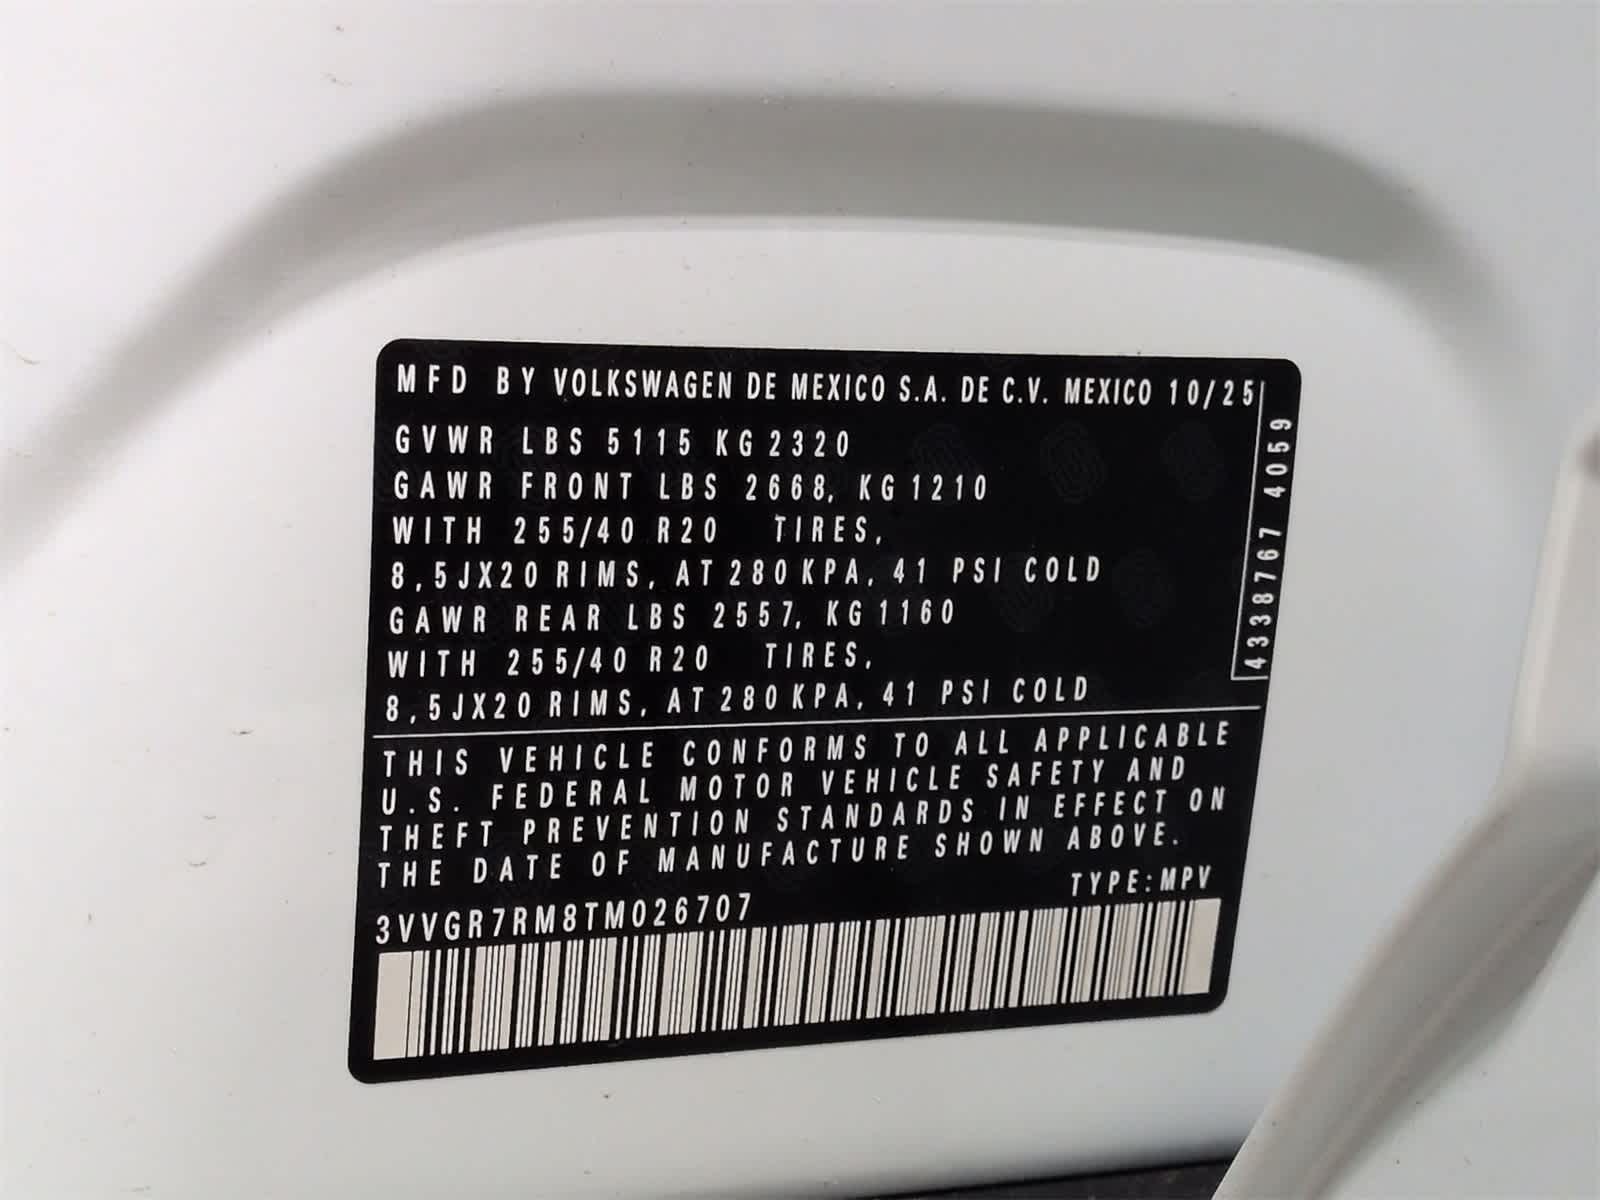 MFD BY VOLKSWAGEN DE MEXICO S.A. DE C.V. MEXICO 10/25
GVWR LBS 5115 KG 2320
GAWR FRONT LBS 2668, KG 1210
WITH 255/40 R20 TIRES,
8,5JX20 RIMS, AT 280 KPA, 41 PSI COLD
GAWR REAR LBS 2557, KG 1160
WITH 255/40 R20 TIRES,
8,5JX20 RIMS, AT 280 KPA, 41 PSI COLD
4338767 4059
THIS VEHICLE CONFORMS TO ALL APPLICABLE
U.S. FEDERAL MOTOR VEHICLE SAFETY AND
THEFT PREVENTION STANDARDS IN EFFECT ON
THE DATE OF MANUFACTURE SHOWN ABOVE.
TYPE:MPV
3VVGR7RM8TM026707